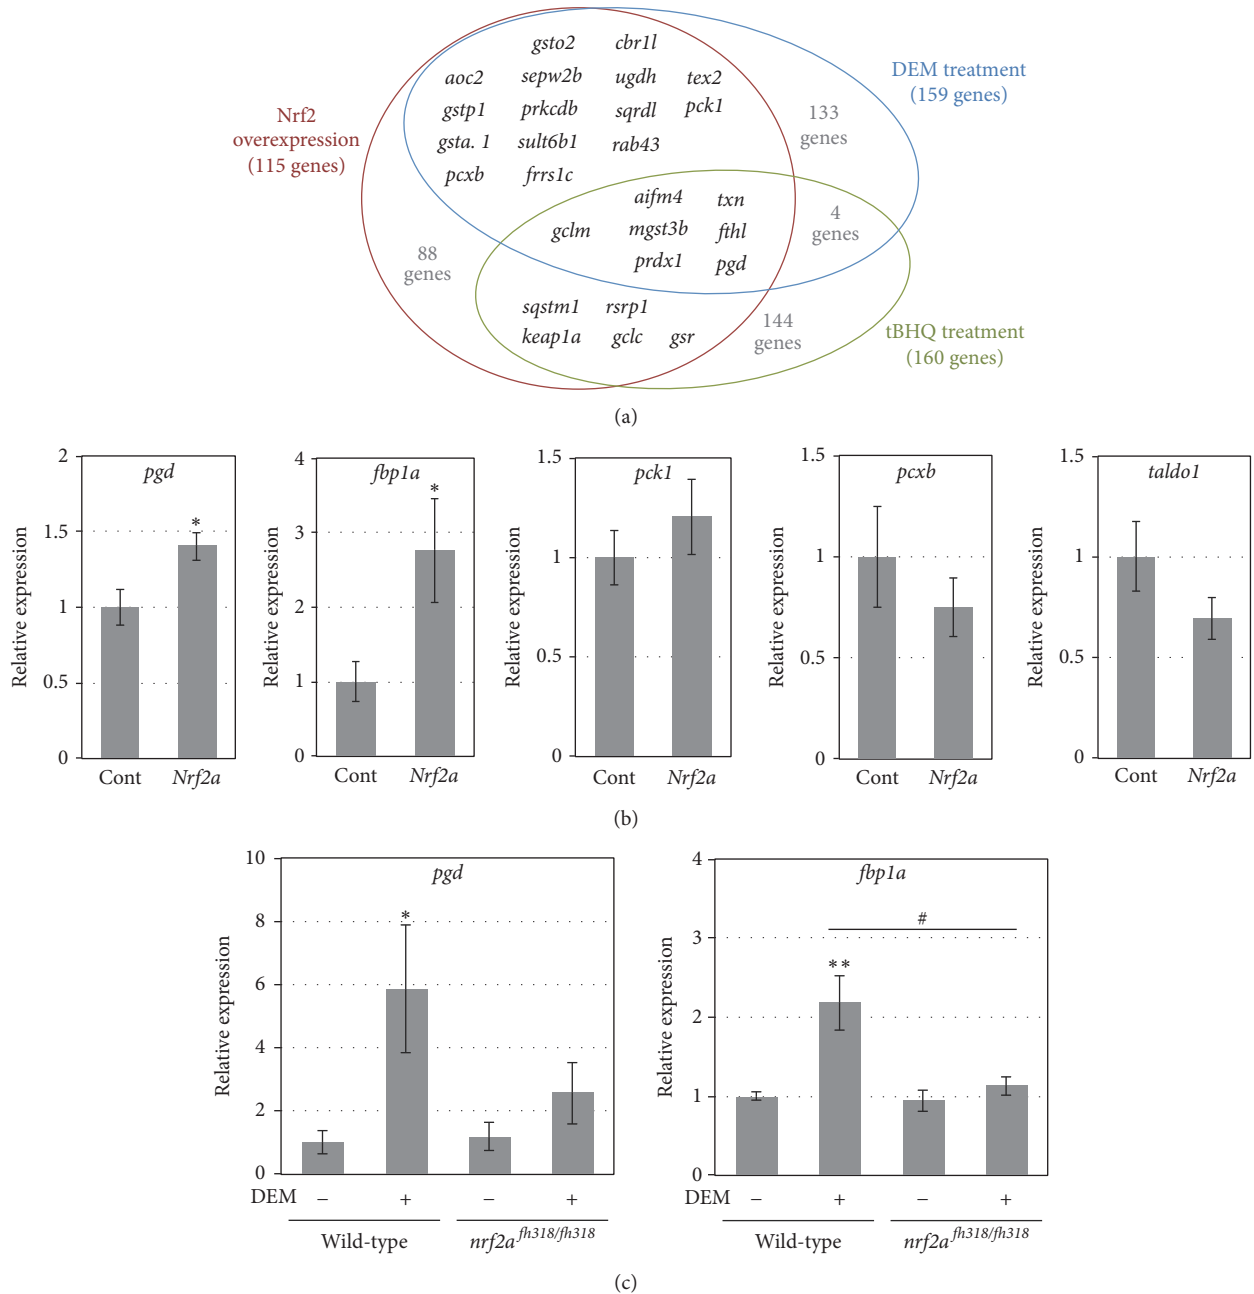 gsto2 cbr1l
aoc2 sepw2b ugdh tex2
gstp1 prkcdb sqrdl pck1
gsta. 1 sult6b1 rab43
pcxb frrs1c
Nrf2
overexpression
(115 genes)
DEM treatment
(159 genes)
133
genes
aifm4 txn
gclm mgst3b fthl
prdx1 pgd
4
genes
88
genes
sqstm1 rsrp1
keap1a gclc gsr
144
genes
tBHQ treatment
(160 genes)
(a)
pgd
Relative expression
2
1.5
1
0.5
0
*
Cont Nrf2a
fbp1a
Relative expression
4
3
2
1
0
*
Cont Nrf2a
pck1
Relative expression
1.5
1
0.5
0
Cont Nrf2a
pcxb
Relative expression
1.5
1
0.5
0
Cont Nrf2a
taldo1
Relative expression
1.5
1
0.5
0
Cont Nrf2a
(b)
pgd
Relative expression
10
8
6
4
2
0
*
DEM − + − +
Wild-type nrf2a fh318/fh318
fbp1a
Relative expression
4
3
2
1
0
#
**
− + − +
Wild-type nrf2a fh318/fh318
(c)